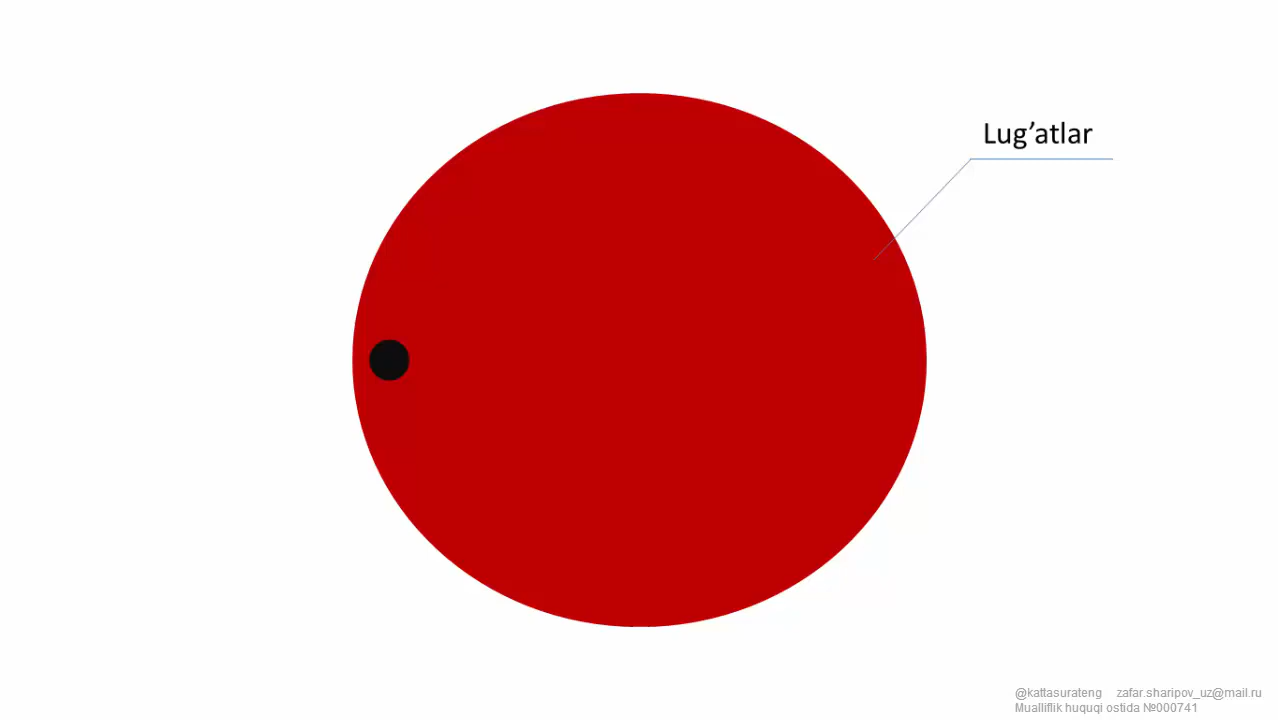 Lug’atlar
@kattasurateng zafar.sharipov_uz@mail.ru
Mualliflik huquqi ostida №000741